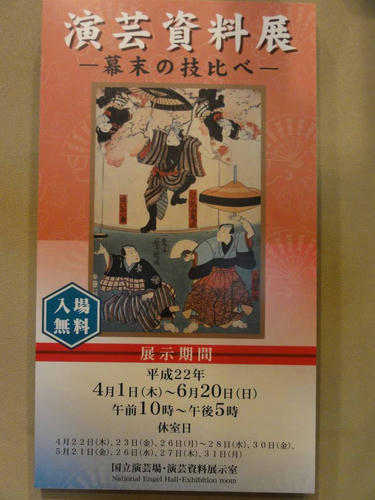 演芸資料展
―幕末の技比べ―
入場
無料
展示期間
平成22年
4月1日(木)～6月20日(日)
午前10時～午後5時
休室日
4月22日(木)、23日(金)、26日(月)～28日(水)、30日(金)、
5月21日(金)、26日(水)、27日(木)、31日(月)
国立演芸場・演芸資料展示室
National Engei Hall・Exhibition room